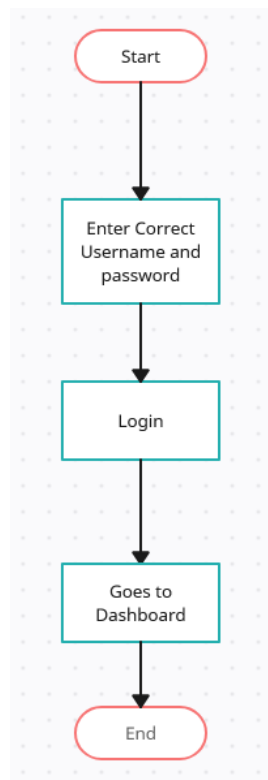 Start
Enter Correct
Username and
password
Login
Goes to
Dashboard
End